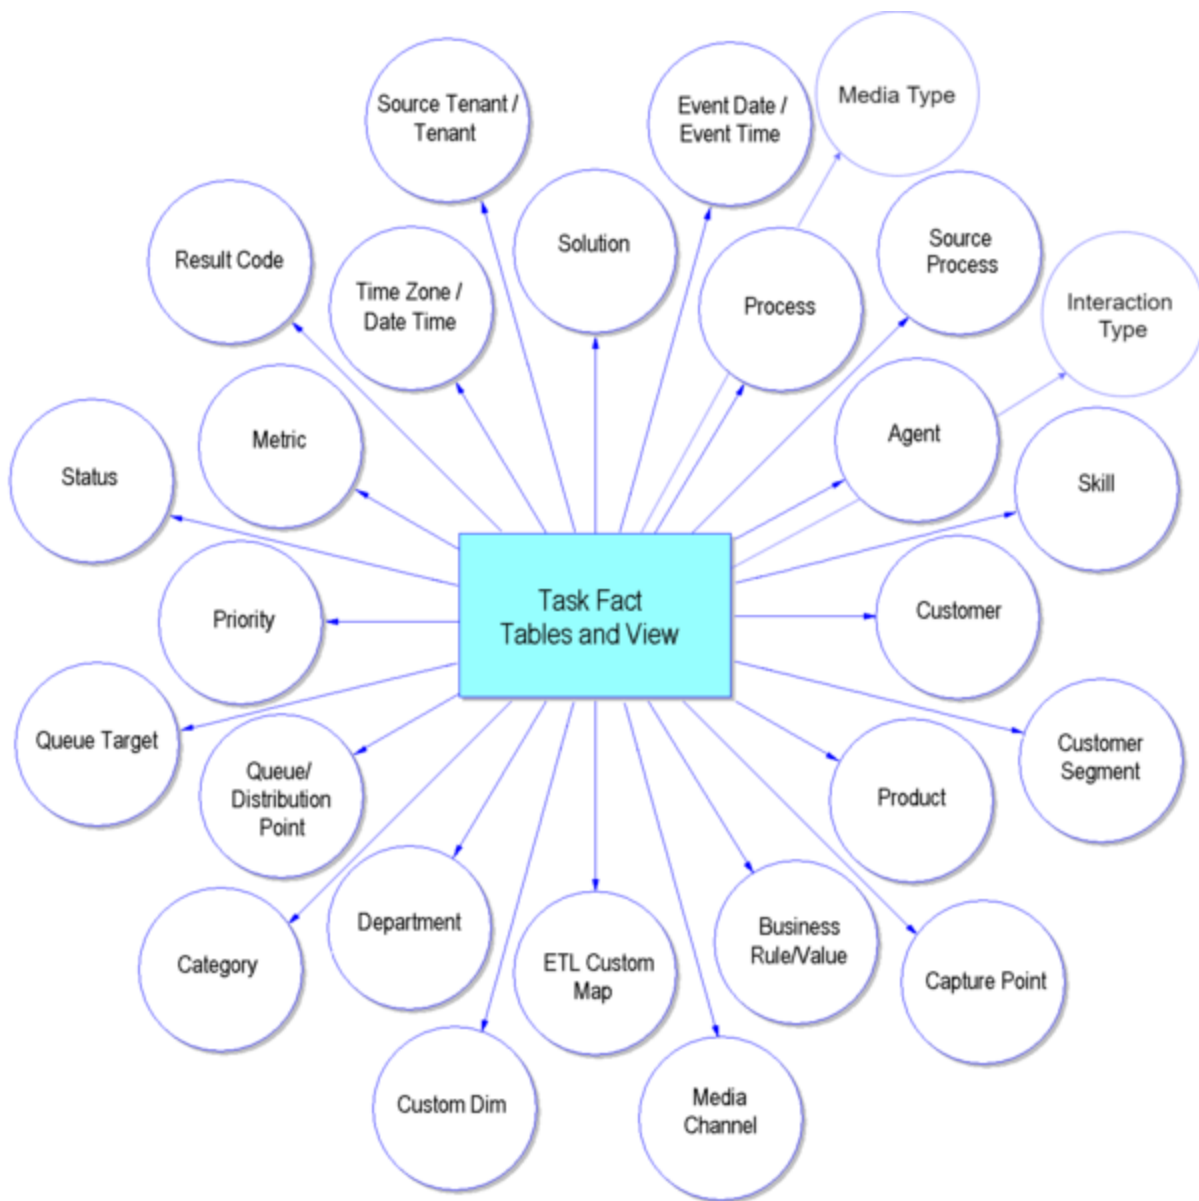 Media Type
Source Tenant /
Tenant
Event Date /
Event Time
Solution
Source
Process
Result Code
Time Zone /
Date Time
Process
Interaction
Type
Metric
Agent
Status
Skill
Task Fact
Tables and View
Priority
Customer
Queue Target
Customer
Segment
Queue/
Distribution
Point
Product
Department
Business
Rule/Value
Category
ETL Custom
Map
Capture Point
Custom Dim
Media
Channel